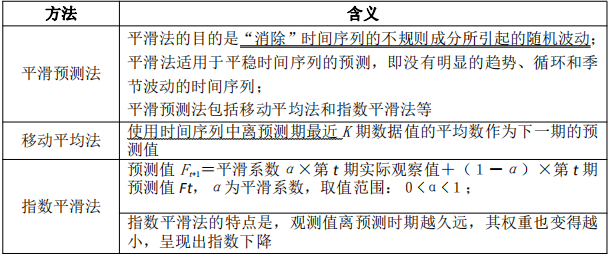 方法 含义
平滑预测法
平滑法的目的是“消除”时间序列的不规则成分所引起的随机波动；
平滑法适用于平稳时间序列的预测，即没有明显的趋势、循环和季
节波动的时间序列；
平滑预测法包括移动平均法和指数平滑法等
移动平均法
使用时间序列中离预测期最近 K 期数据值的平均数作为下一期的预
测值
指数平滑法
预测值 Ft+1＝平滑系数 α×第 t 期实际观察值＋（1－α）×第 t 期
预测值 Ft，α为平滑系数，取值范围：0<α<1；
指数平滑法的特点是，观测值离预测时期越久远，其权重也变得越
小，呈现出指数下降